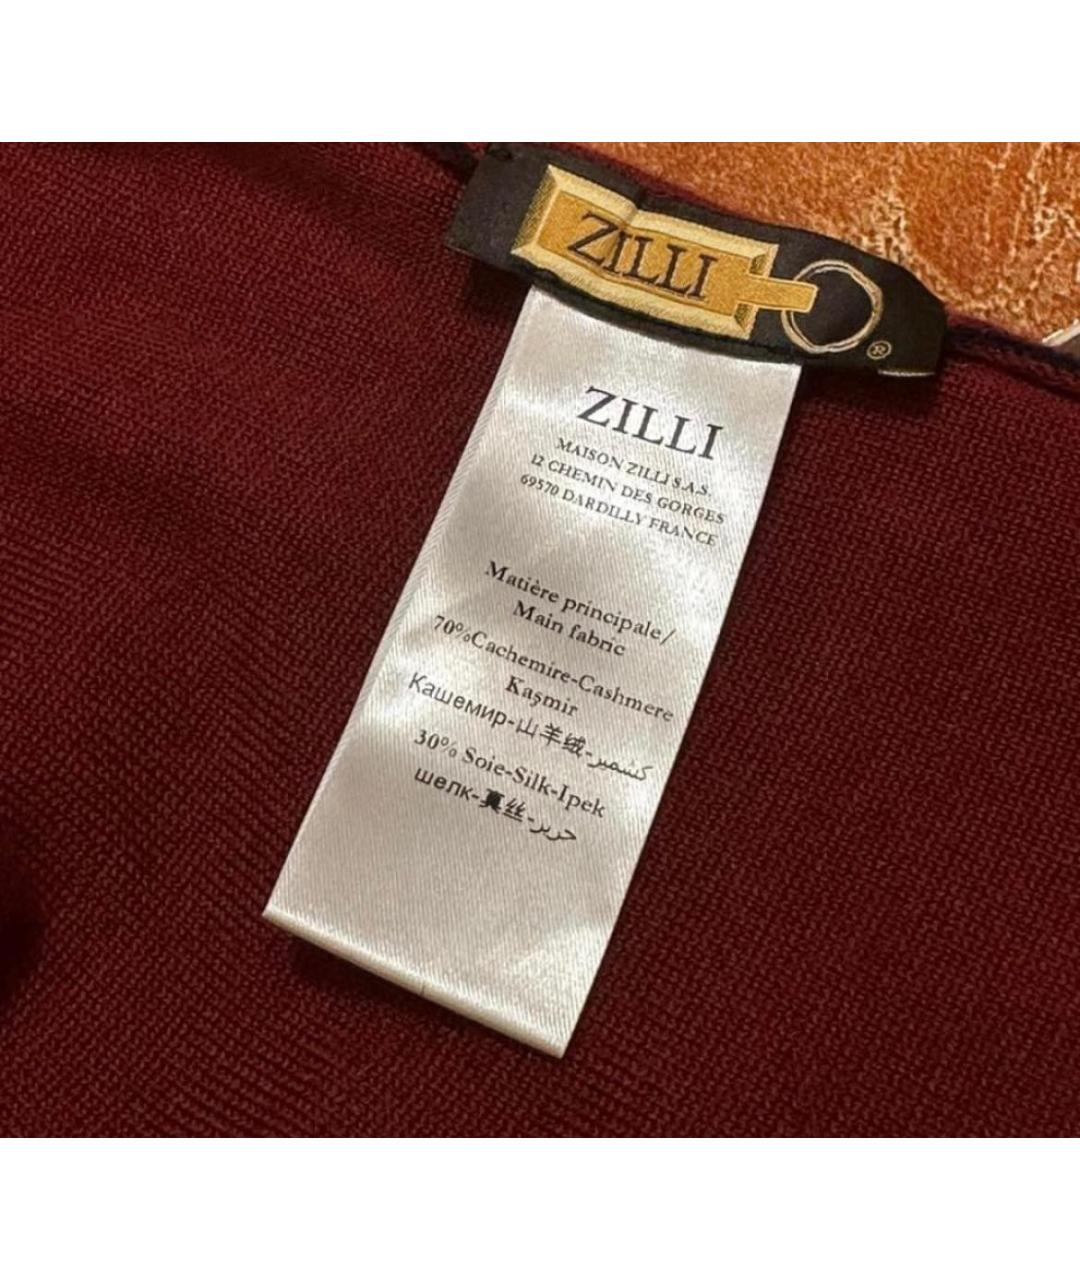 ZILLI
®
ZILLI
MAISON ZILLI S.A.S.
12 CHEMIN DES GORGES
69570 DARDILLY FRANCE
Matière principale/
Main fabric
70%Cachemire-Cashmere
Kaşmir
Кашемир-山羊绒-كشمير
30% Soie-Silk-Ipek
шелк-真丝-حرير